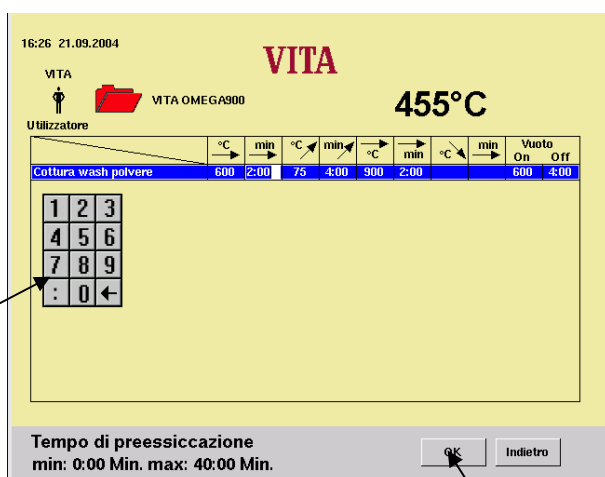 16:26 21.09.2004
VITA
VITA
VITA OMEGA900
455°C
Utilizzatore
°C min °C min °C min °C min Vuoto
On Off
Cottura wash polvere 600 2:00 75 4:00 900 2:00 600 4:00
1 2 3
4 5 6
7 8 9
: 0 ←
Tempo di preessiccazione
min: 0:00 Min. max: 40:00 Min.
OK Indietro